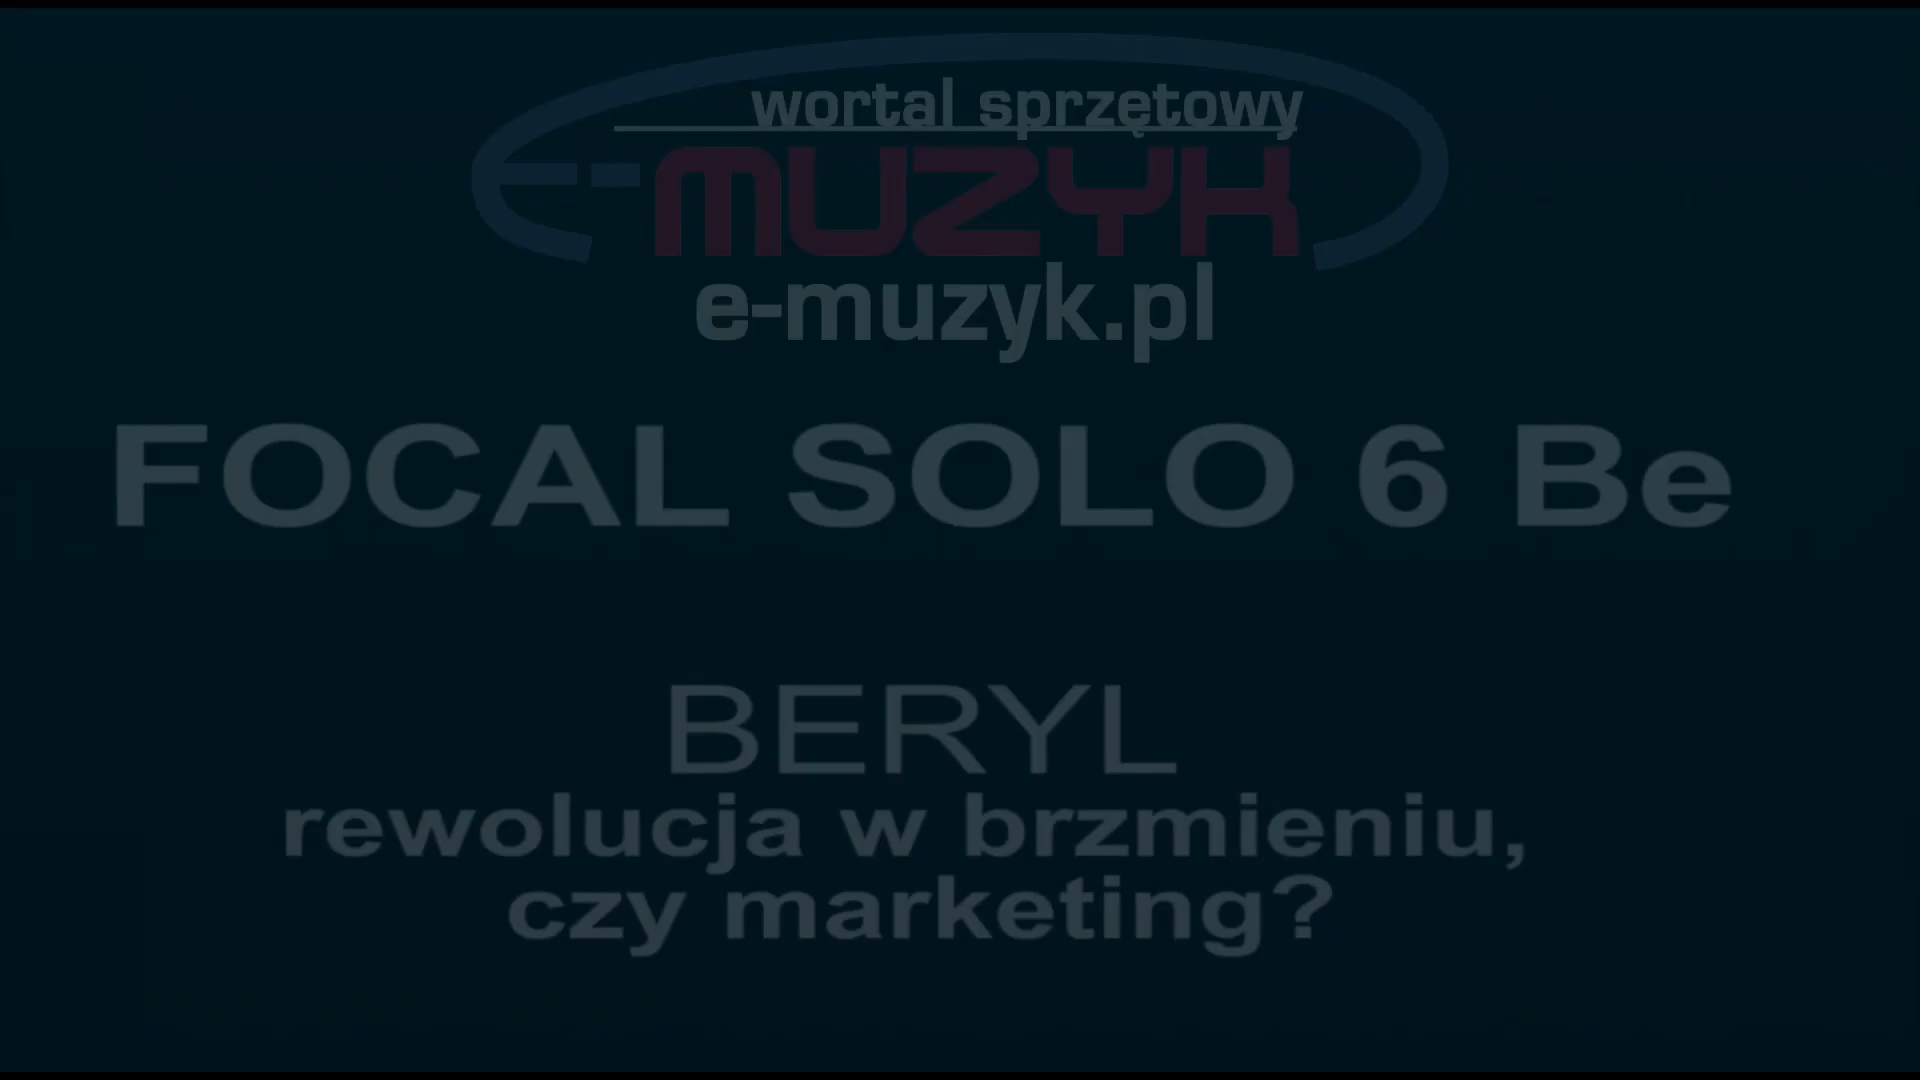 wortal sprzętowy
e-MUZYK
e-muzyk.pl
FOCAL SOLO 6 Be
BERYL
rewolucja w brzmieniu,
czy marketing?